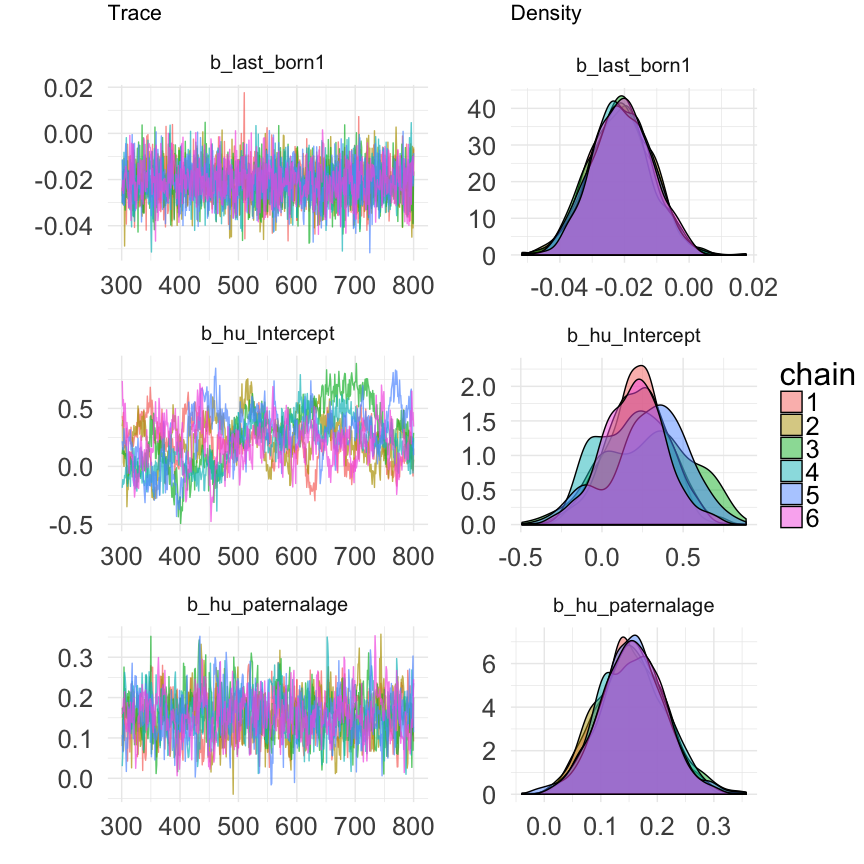 Trace
Density
b_last_born1
b_last_born1
0.02
0.00
-0.02
-0.04
300 400 500 600 700 800
40
30
20
10
0
-0.04 -0.02 0.00 0.02
b_hu_Intercept
b_hu_Intercept
0.5
0.0
-0.5
300 400 500 600 700 800
2.0
1.5
1.0
0.5
0.0
-0.5 0.0 0.5
chain
1
2
3
4
5
6
b_hu_paternalage
b_hu_paternalage
0.3
0.2
0.1
0.0
300 400 500 600 700 800
6
4
2
0
0.0 0.1 0.2 0.3